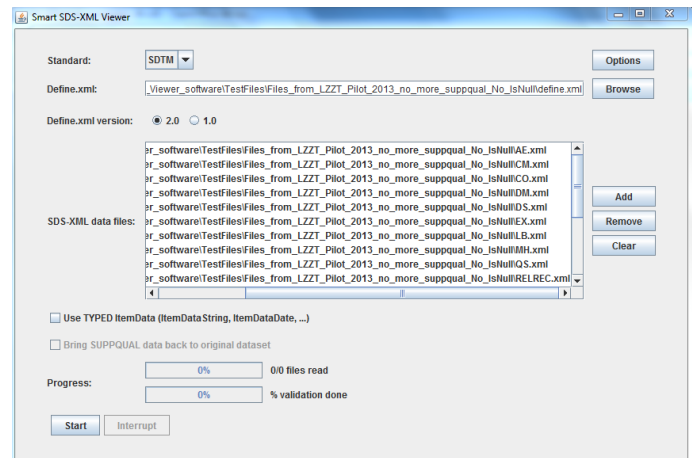 Smart SDS-XML Viewer
Standard: SDTM Options
Define.xml: _Viewer_software\TestFiles\Files_from_LZZT_Pilot_2013_no_more_suppqual_No_IsNull\define.xml Browse
Define.xml version: 2.0 1.0
er_software\TestFiles\Files_from_LZZT_Pilot_2013_no_more_suppqual_No_IsNull\AE.xml
er_software\TestFiles\Files_from_LZZT_Pilot_2013_no_more_suppqual_No_IsNull\CM.xml
er_software\TestFiles\Files_from_LZZT_Pilot_2013_no_more_suppqual_No_IsNull\CO.xml
er_software\TestFiles\Files_from_LZZT_Pilot_2013_no_more_suppqual_No_IsNull\DM.xml
er_software\TestFiles\Files_from_LZZT_Pilot_2013_no_more_suppqual_No_IsNull\DS.xml
Add
er_software\TestFiles\Files_from_LZZT_Pilot_2013_no_more_suppqual_No_IsNull\EX.xml
SDS-XML data files: er_software\TestFiles\Files_from_LZZT_Pilot_2013_no_more_suppqual_No_IsNull\LB.xml Remove
er_software\TestFiles\Files_from_LZZT_Pilot_2013_no_more_suppqual_No_IsNull\MH.xml Clear
er_software\TestFiles\Files_from_LZZT_Pilot_2013_no_more_suppqual_No_IsNull\QS.xml
er_software\TestFiles\Files_from_LZZT_Pilot_2013_no_more_suppqual_No_IsNull\RELREC.xml
Use TYPED ItemData (ItemDataString, ItemDataDate, ...)
Bring SUPPQUAL data back to original dataset
0% 0/0 files read
Progress:
0% % validation done
Start Interrupt